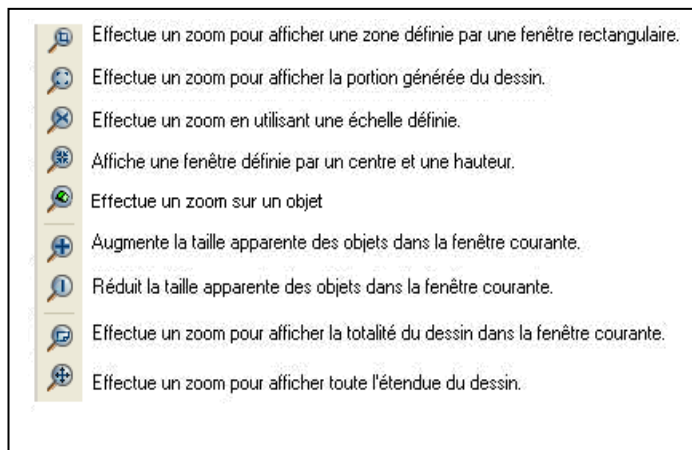 Effectue un zoom pour afficher une zone définie par une fenêtre rectangulaire.
Effectue un zoom pour afficher la portion générée du dessin.
Effectue un zoom en utilisant une échelle définie.
Affiche une fenêtre définie par un centre et une hauteur.
Effectue un zoom sur un objet
Augmente la taille apparente des objets dans la fenêtre courante.
Réduit la taille apparente des objets dans la fenêtre courante.
Effectue un zoom pour afficher la totalité du dessin dans la fenêtre courante.
Effectue un zoom pour afficher toute l'étendue du dessin.